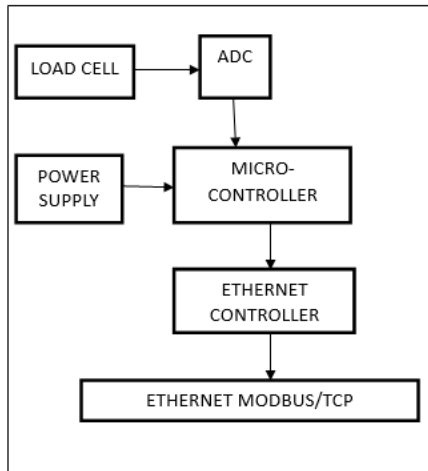 LOAD CELL
ADC
POWER
SUPPLY
MICRO-
CONTROLLER
ETHERNET
CONTROLLER
ETHERNET MODBUS/TCP